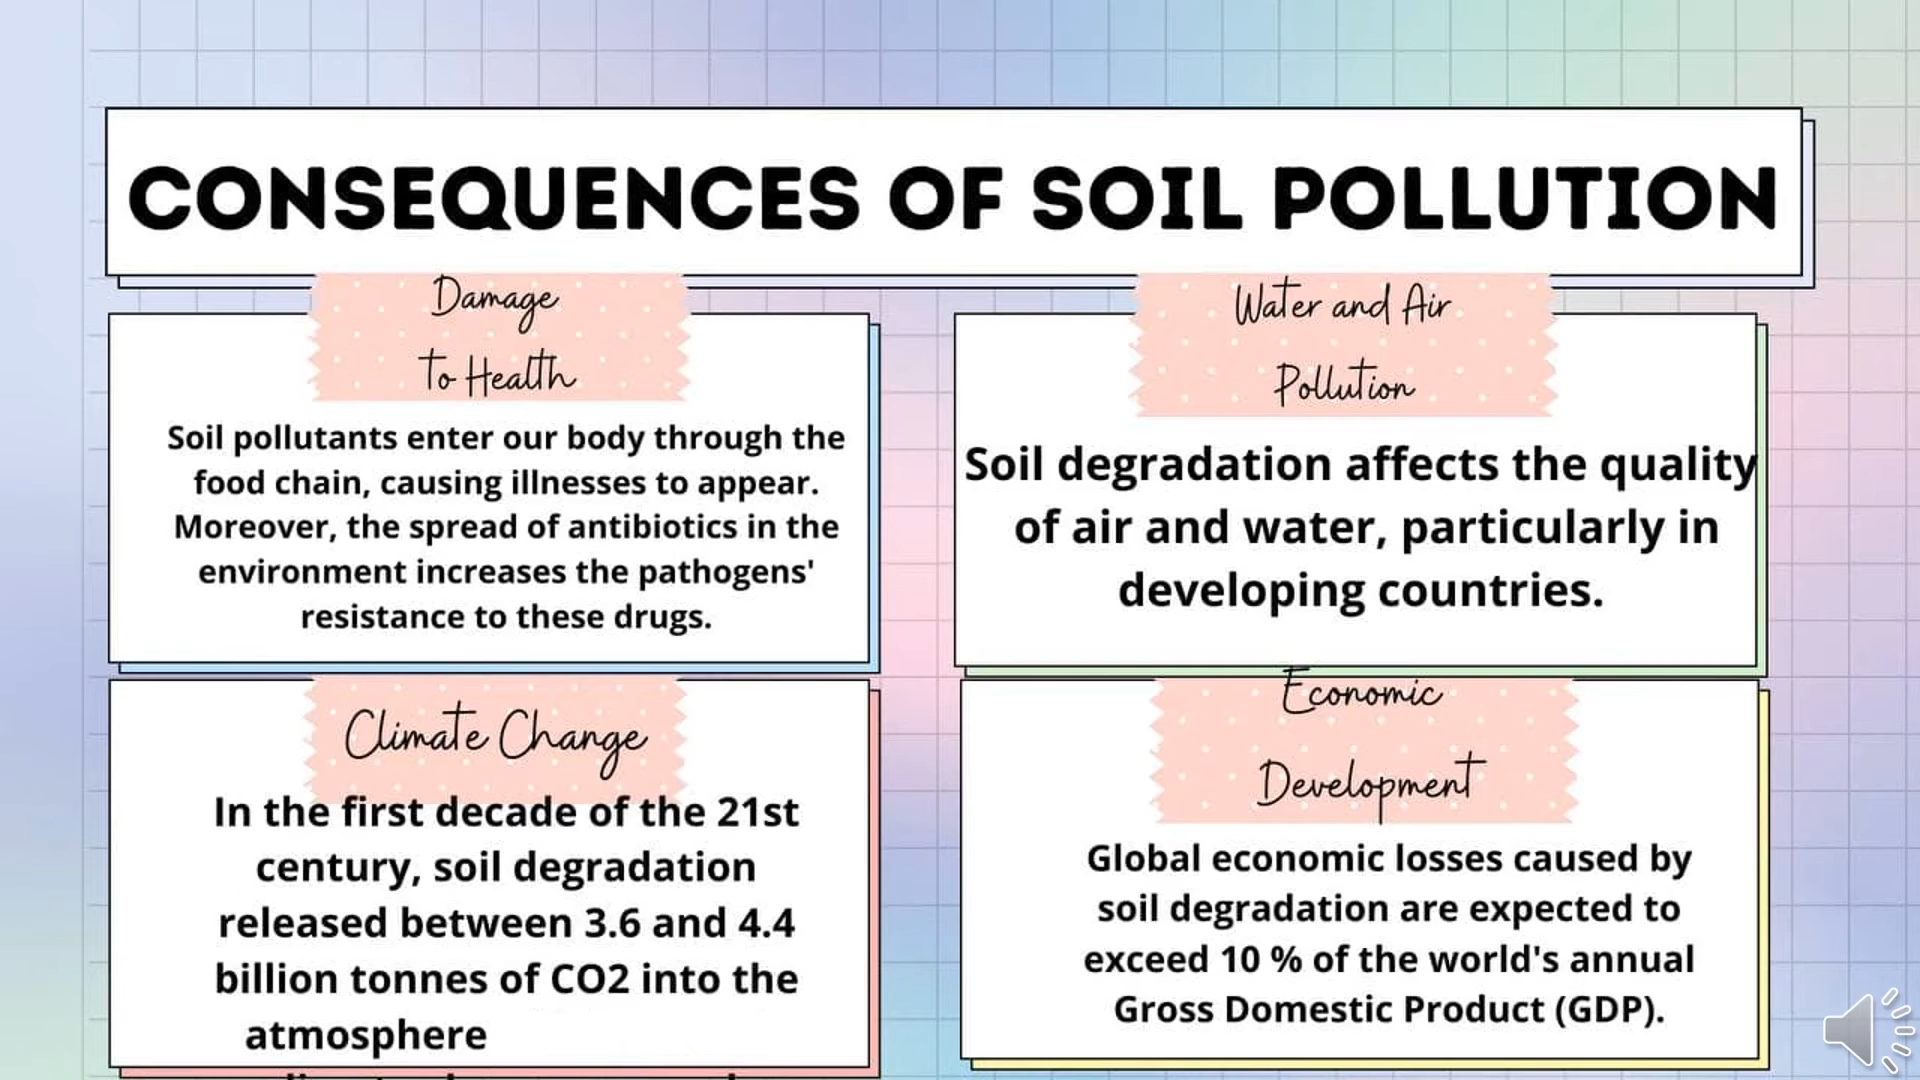 CONSEQUENCES OF SOIL POLLUTION
Damage
to Health
Soil pollutants enter our body through the
food chain, causing illnesses to appear.
Moreover, the spread of antibiotics in the
environment increases the pathogens'
resistance to these drugs.
Water and Air
Pollution
Soil degradation affects the quality
of air and water, particularly in
developing countries.
Climate Change
In the first decade of the 21st
century, soil degradation
released between 3.6 and 4.4
billion tonnes of CO2 into the
atmosphere
Economic
Development
Global economic losses caused by
soil degradation are expected to
exceed 10 % of the world's annual
Gross Domestic Product (GDP).